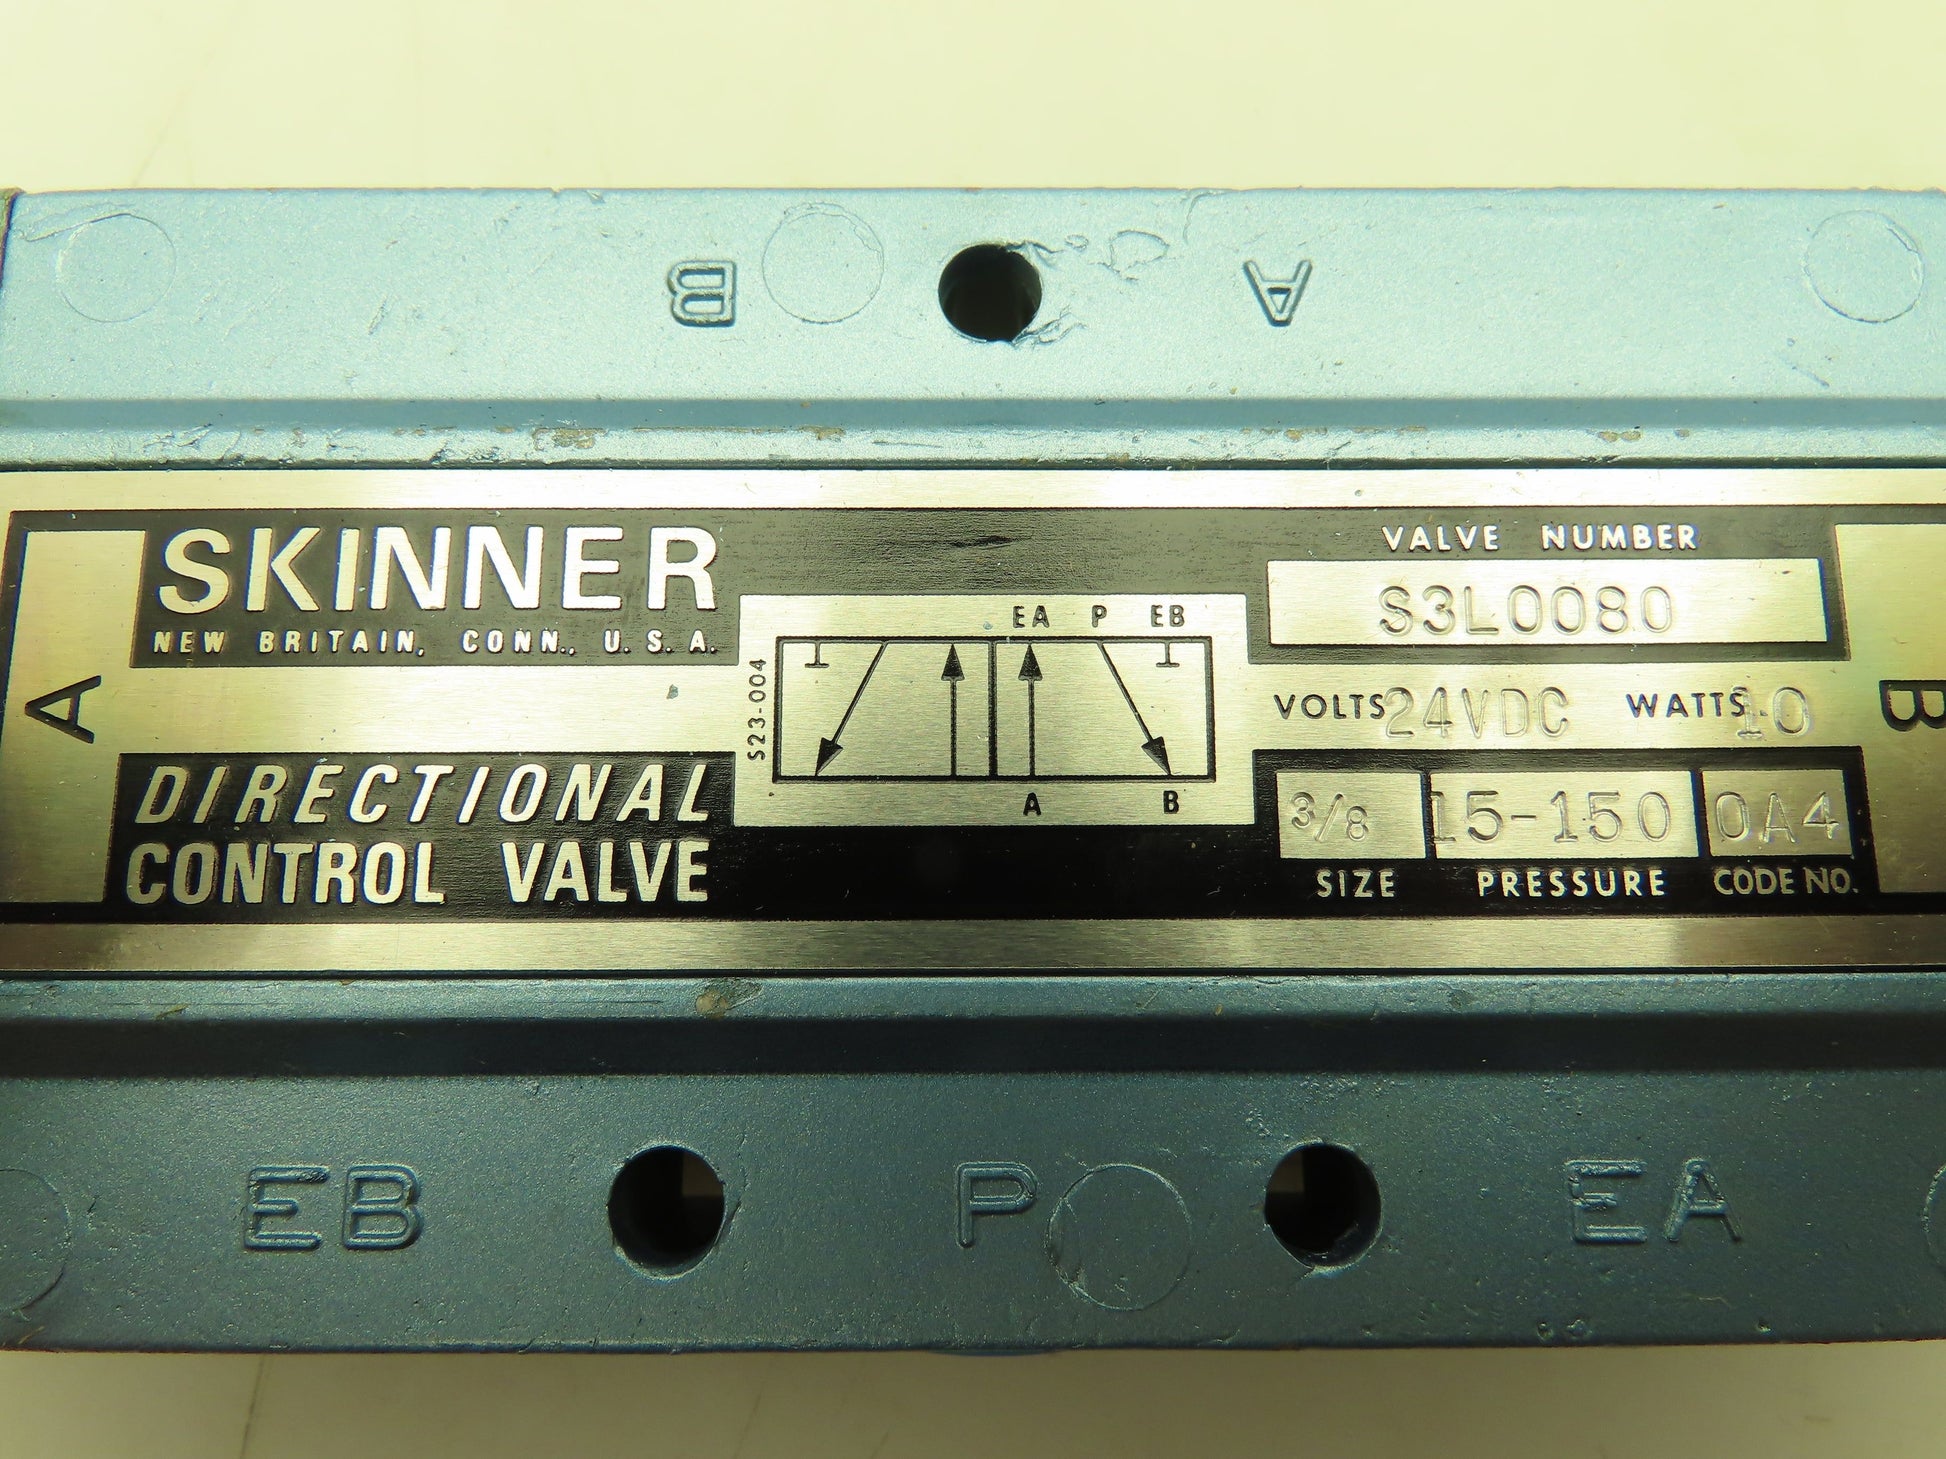 B A
SKINNER
NEW BRITAIN, CONN., U.S.A.
A
DIRECTIONAL
CONTROL VALVE
S23-004
EA P EB
A B
VALVE NUMBER
S3L0080
VOLTS 24VDC WATTS 10
3/8 15-150 0A4
SIZE PRESSURE CODE NO.
B
EB P EA